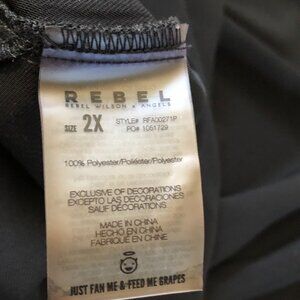 REBEL
REBEL WILSON x ANGELS
SIZE 2X
STYLE# RFA00271P
PO# 1061729
100% Polyester/Poliéster/Polyester
EXCLUSIVE OF DECORATIONS
EXCEPTO LAS DECORACIONES
SAUF DÉCORATIONS
MADE IN CHINA
HECHO EN CHINA
FABRIQUÉ EN CHINE
JUST FAN ME & FEED ME GRAPES